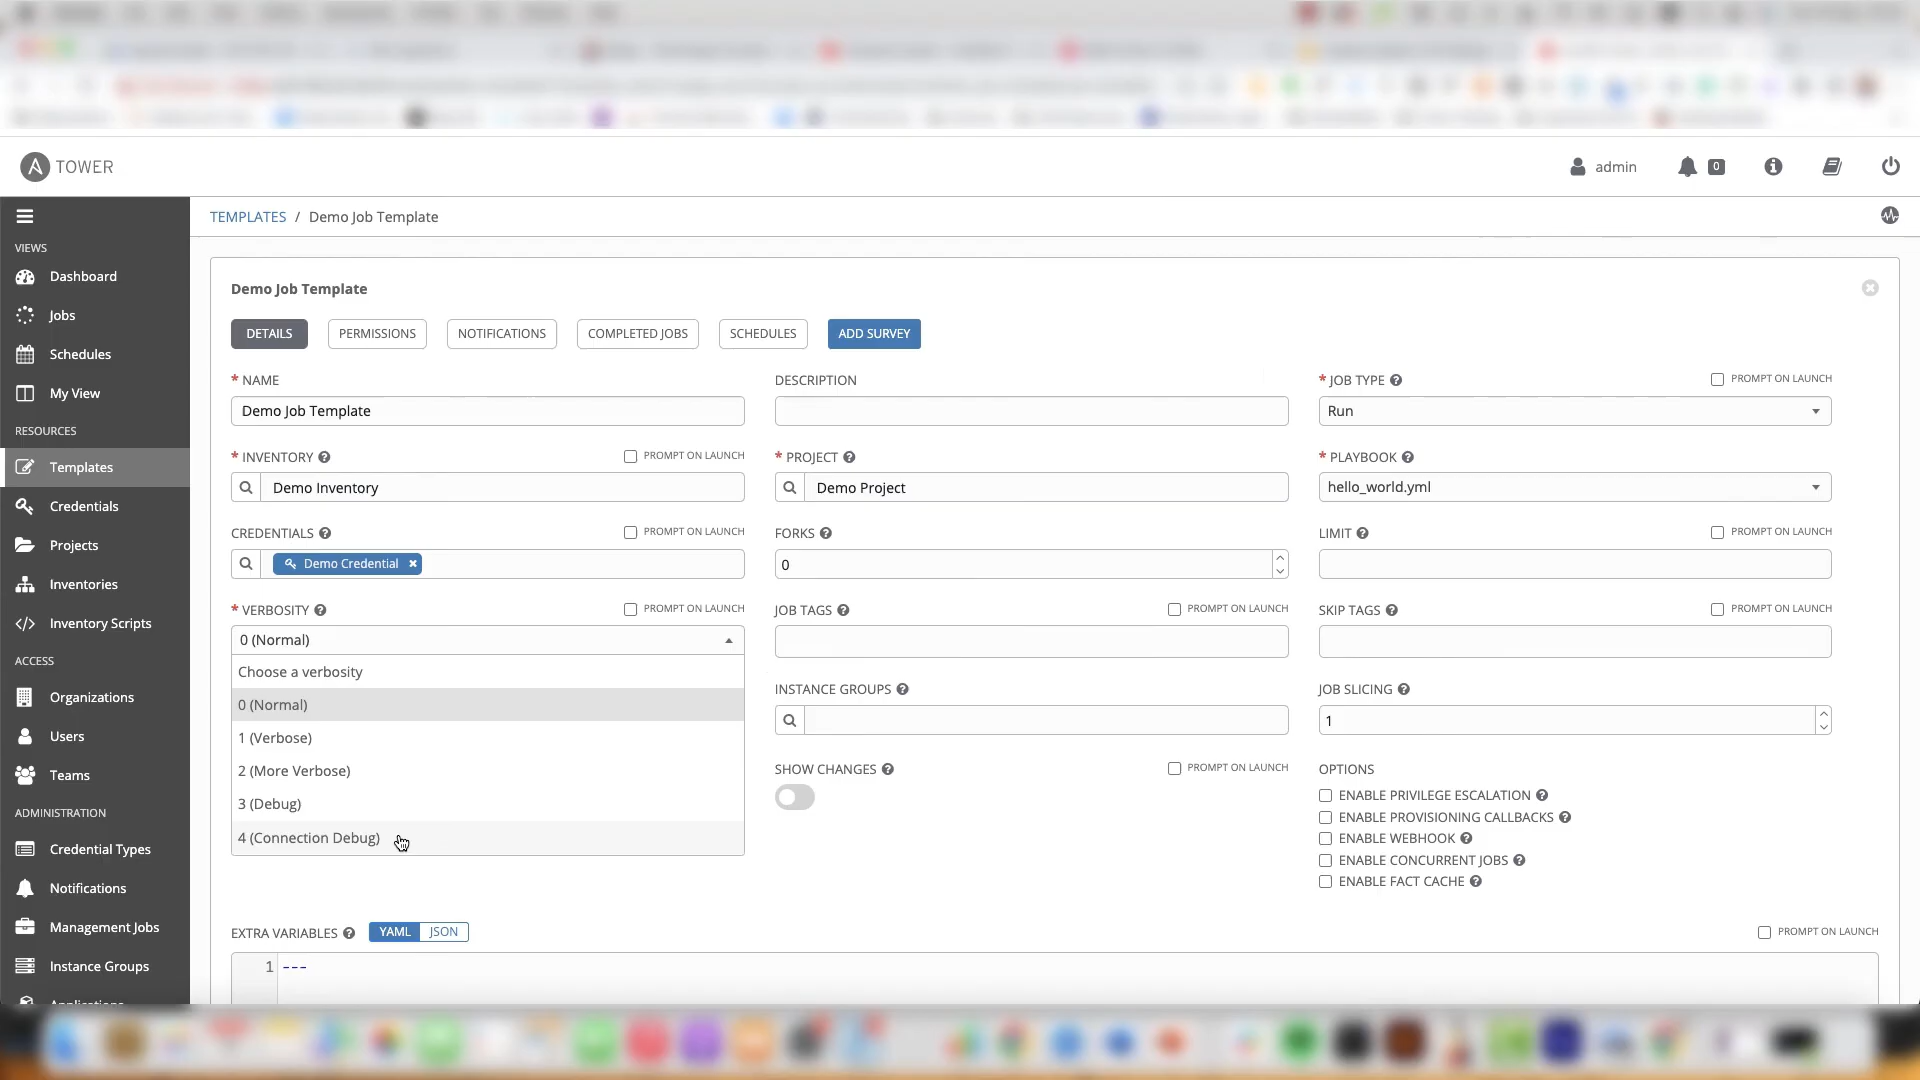 TOWER
admin
0
TEMPLATES / Demo Job Template
VIEWS
Dashboard
Jobs
Schedules
My View
RESOURCES
Templates
Credentials
Projects
Inventories
Inventory Scripts
ACCESS
Organizations
Users
Teams
ADMINISTRATION
Credential Types
Notifications
Management Jobs
Instance Groups
Applications
Demo Job Template
DETAILS
PERMISSIONS
NOTIFICATIONS
COMPLETED JOBS
SCHEDULES
ADD SURVEY
* NAME
Demo Job Template
DESCRIPTION
* JOB TYPE
PROMPT ON LAUNCH
Run
* INVENTORY
PROMPT ON LAUNCH
Demo Inventory
* PROJECT
Demo Project
* PLAYBOOK
hello_world.yml
CREDENTIALS
PROMPT ON LAUNCH
Demo Credential
FORKS
0
LIMIT
PROMPT ON LAUNCH
* VERBOSITY
PROMPT ON LAUNCH
0 (Normal)
Choose a verbosity
0 (Normal)
1 (Verbose)
2 (More Verbose)
3 (Debug)
4 (Connection Debug)
JOB TAGS
PROMPT ON LAUNCH
SKIP TAGS
PROMPT ON LAUNCH
INSTANCE GROUPS
JOB SLICING
1
SHOW CHANGES
PROMPT ON LAUNCH
OPTIONS
ENABLE PRIVILEGE ESCALATION
ENABLE PROVISIONING CALLBACKS
ENABLE WEBHOOK
ENABLE CONCURRENT JOBS
ENABLE FACT CACHE
EXTRA VARIABLES
YAML
JSON
PROMPT ON LAUNCH
1 ---